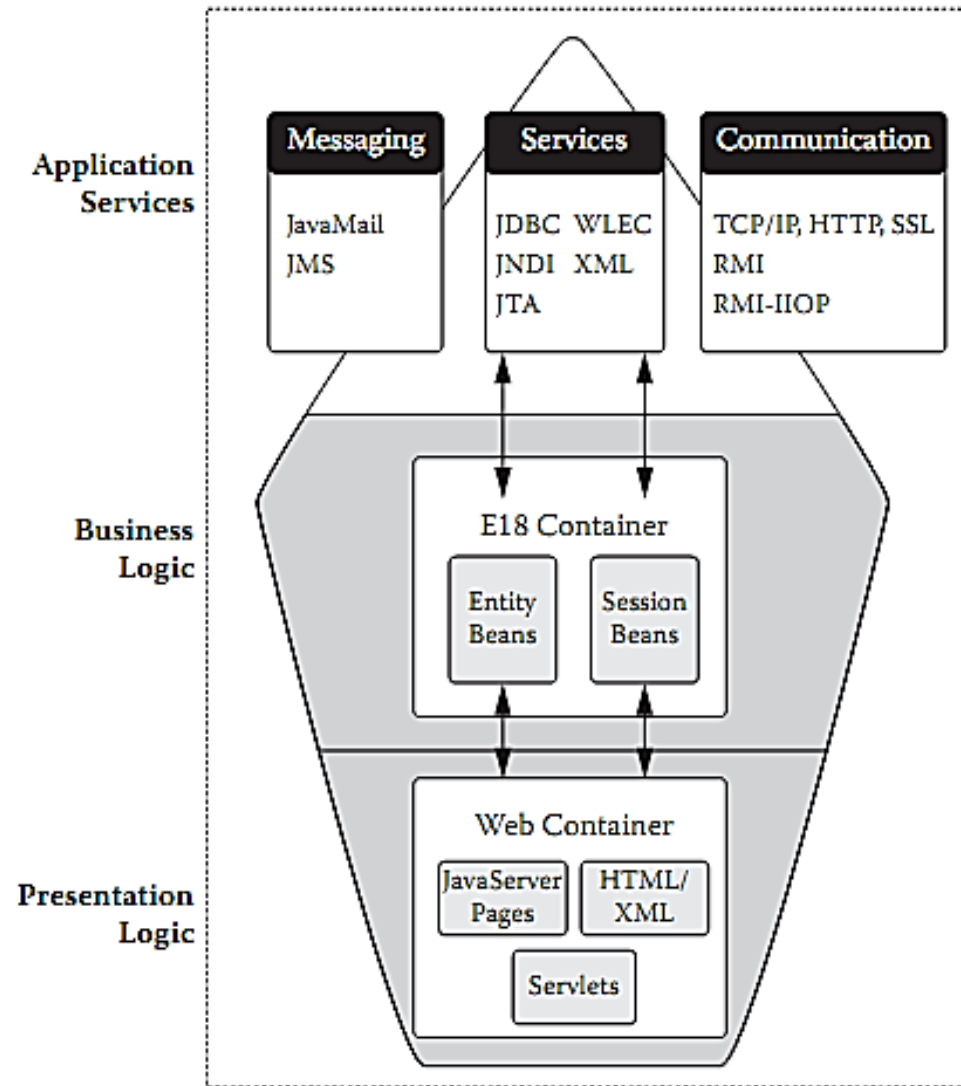 Application
Services
Messaging
JavaMail
JMS
Services
JDBC WLEC
JNDI XML
JTA
Communication
TCP/IP, HTTP, SSL
RMI
RMI-IIOP
Business
Logic
E18 Container
Entity
Beans
Session
Beans
Presentation
Logic
Web Container
JavaServer
Pages
HTML/
XML
Servlets